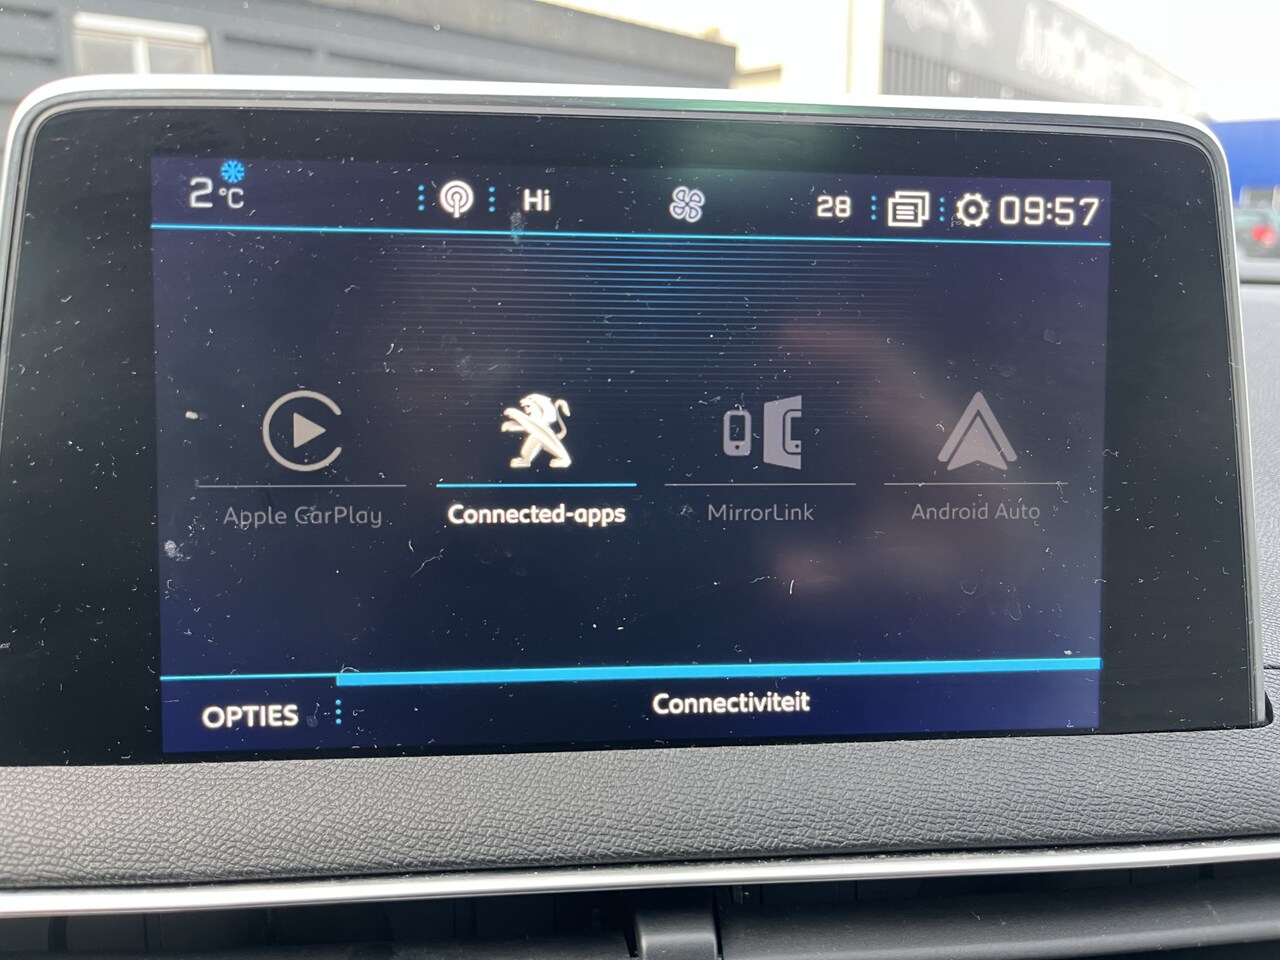 2°C
Hi
28
09:57
Apple CarPlay
Connected-apps
MirrorLink
Android Auto
OPTIES
Connectiviteit